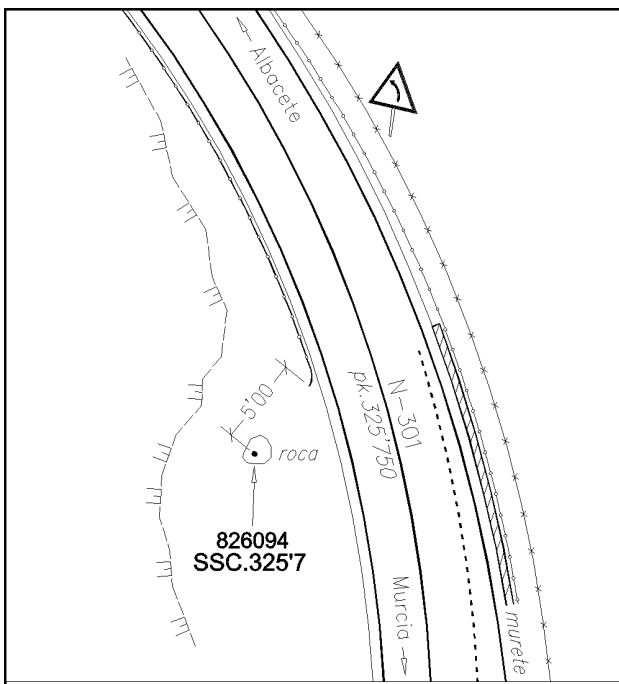 Albacete
N-301
pk.325'750
5'00
roca
826094
SSC.325'7
Murcia
murete